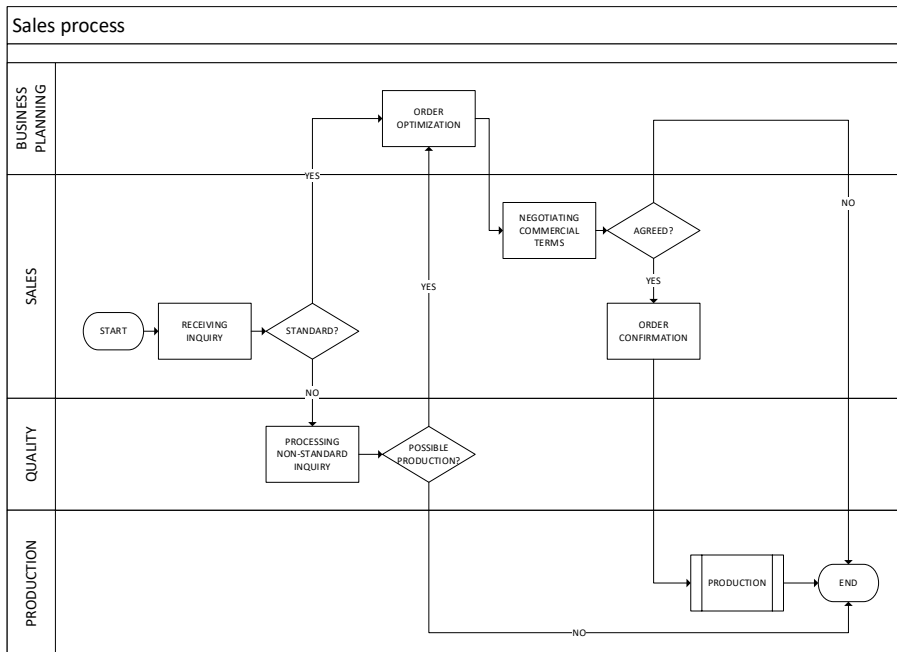 Sales process
BUSINESS
PLANNING
ORDER
OPTIMIZATION
YES
SALES
NEGOTIATING
COMMERCIAL
TERMS
AGREED?
NO
YES
YES
START
RECEIVING
INQUIRY
STANDARD?
ORDER
CONFIRMATION
NO
QUALITY
PROCESSING
NON-STANDARD
INQUIRY
POSSIBLE
PRODUCTION?
PRODUCTION
PRODUCTION
END
NO